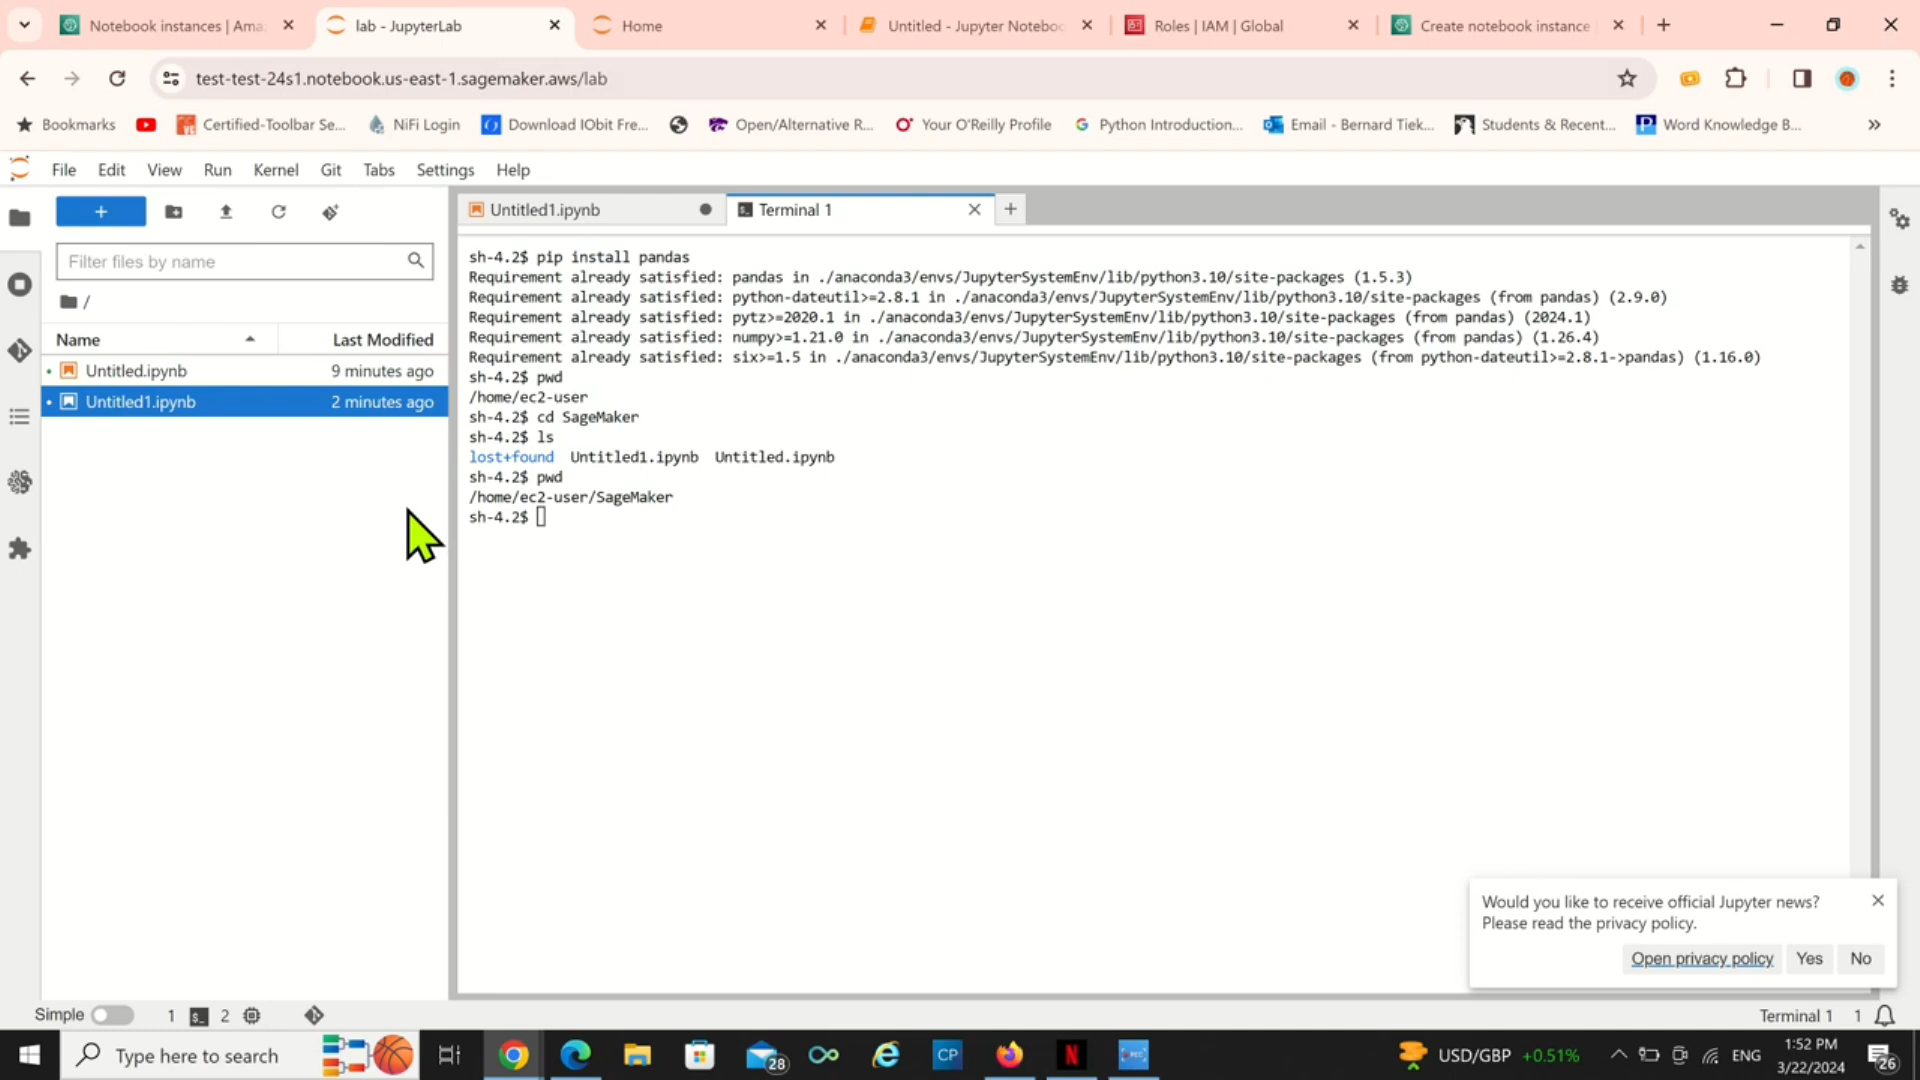 Notebook instances | Ama
lab - JupyterLab
Home
Untitled - Jupyter Noteboo
Roles | IAM | Global
Create notebook instance
test-test-24s1.notebook.us-east-1.sagemaker.aws/lab
Bookmarks
Certified-Toolbar Se...
NiFi Login
Download IObit Fre...
Open/Alternative R...
Your O'Reilly Profile
Python Introduction...
Email - Bernard Tiek...
Students & Recent...
Word Knowledge B...
File Edit View Run Kernel Git Tabs Settings Help
Untitled1.ipynb
Terminal 1
Filter files by name
/
Name
Last Modified
Untitled.ipynb 9 minutes ago
Untitled1.ipynb 2 minutes ago
sh-4.2$ pip install pandas
Requirement already satisfied: pandas in ./anaconda3/envs/JupyterSystemEnv/lib/python3.10/site-packages (1.5.3)
Requirement already satisfied: python-dateutil>=2.8.1 in ./anaconda3/envs/JupyterSystemEnv/lib/python3.10/site-packages (from pandas) (2.9.0)
Requirement already satisfied: pytz>=2020.1 in ./anaconda3/envs/JupyterSystemEnv/lib/python3.10/site-packages (from pandas) (2024.1)
Requirement already satisfied: numpy>=1.21.0 in ./anaconda3/envs/JupyterSystemEnv/lib/python3.10/site-packages (from pandas) (1.26.4)
Requirement already satisfied: six>=1.5 in ./anaconda3/envs/JupyterSystemEnv/lib/python3.10/site-packages (from python-dateutil>=2.8.1->pandas) (1.16.0)
sh-4.2$ pwd
/home/ec2-user
sh-4.2$ cd SageMaker
sh-4.2$ ls
lost+found Untitled1.ipynb Untitled.ipynb
sh-4.2$ pwd
/home/ec2-user/SageMaker
sh-4.2$
Would you like to receive official Jupyter news?
Please read the privacy policy.
Open privacy policy Yes No
Simple 1 2
Terminal 1 1
Type here to search
28
CP
N
REC
USD/GBP +0.51%
ENG
1:52 PM
3/22/2024
26